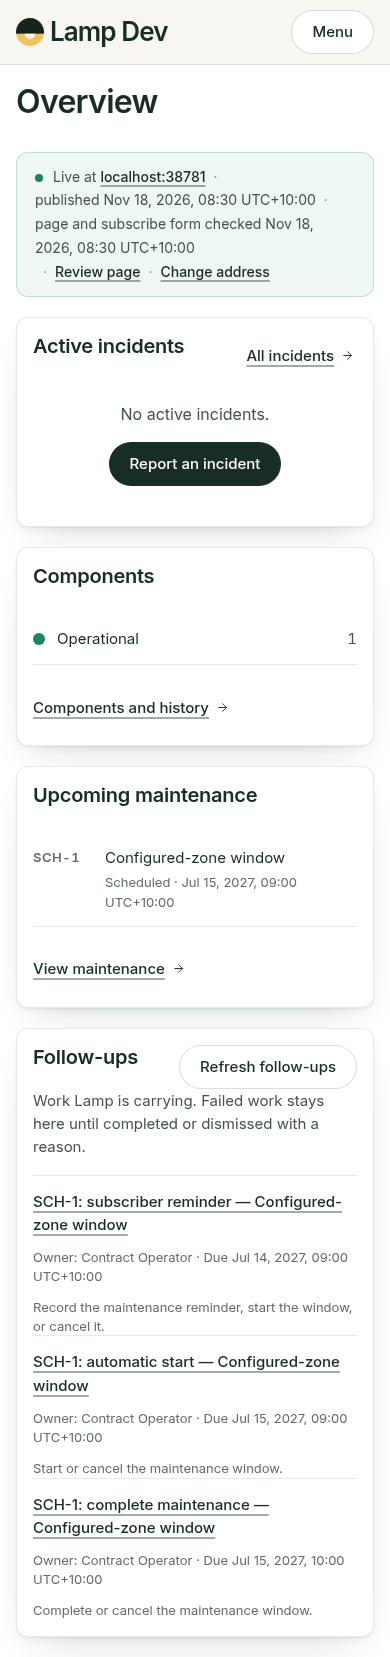 Lamp Dev
Menu
Overview
Live at localhost:38781 ·
published Nov 18, 2026, 08:30 UTC+10:00 ·
page and subscribe form checked Nov 18,
2026, 08:30 UTC+10:00
· Review page · Change address
Active incidents
All incidents →
No active incidents.
Report an incident
Components
Operational 1
Components and history →
Upcoming maintenance
SCH-1 Configured-zone window
Scheduled · Jul 15, 2027, 09:00
UTC+10:00
View maintenance →
Follow-ups
Refresh follow-ups
Work Lamp is carrying. Failed work stays
here until completed or dismissed with a
reason.
SCH-1: subscriber reminder — Configured-
zone window
Owner: Contract Operator · Due Jul 14, 2027, 09:00
UTC+10:00
Record the maintenance reminder, start the window,
or cancel it.
SCH-1: automatic start — Configured-zone
window
Owner: Contract Operator · Due Jul 15, 2027, 09:00
UTC+10:00
Start or cancel the maintenance window.
SCH-1: complete maintenance —
Configured-zone window
Owner: Contract Operator · Due Jul 15, 2027, 10:00
UTC+10:00
Complete or cancel the maintenance window.